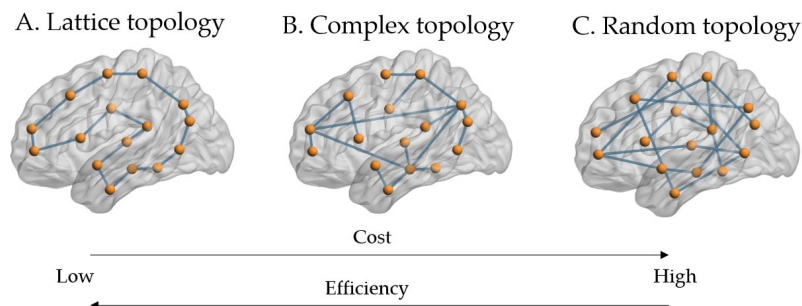 A. Lattice topology
B. Complex topology
C. Random topology
Cost
Low
High
Efficiency